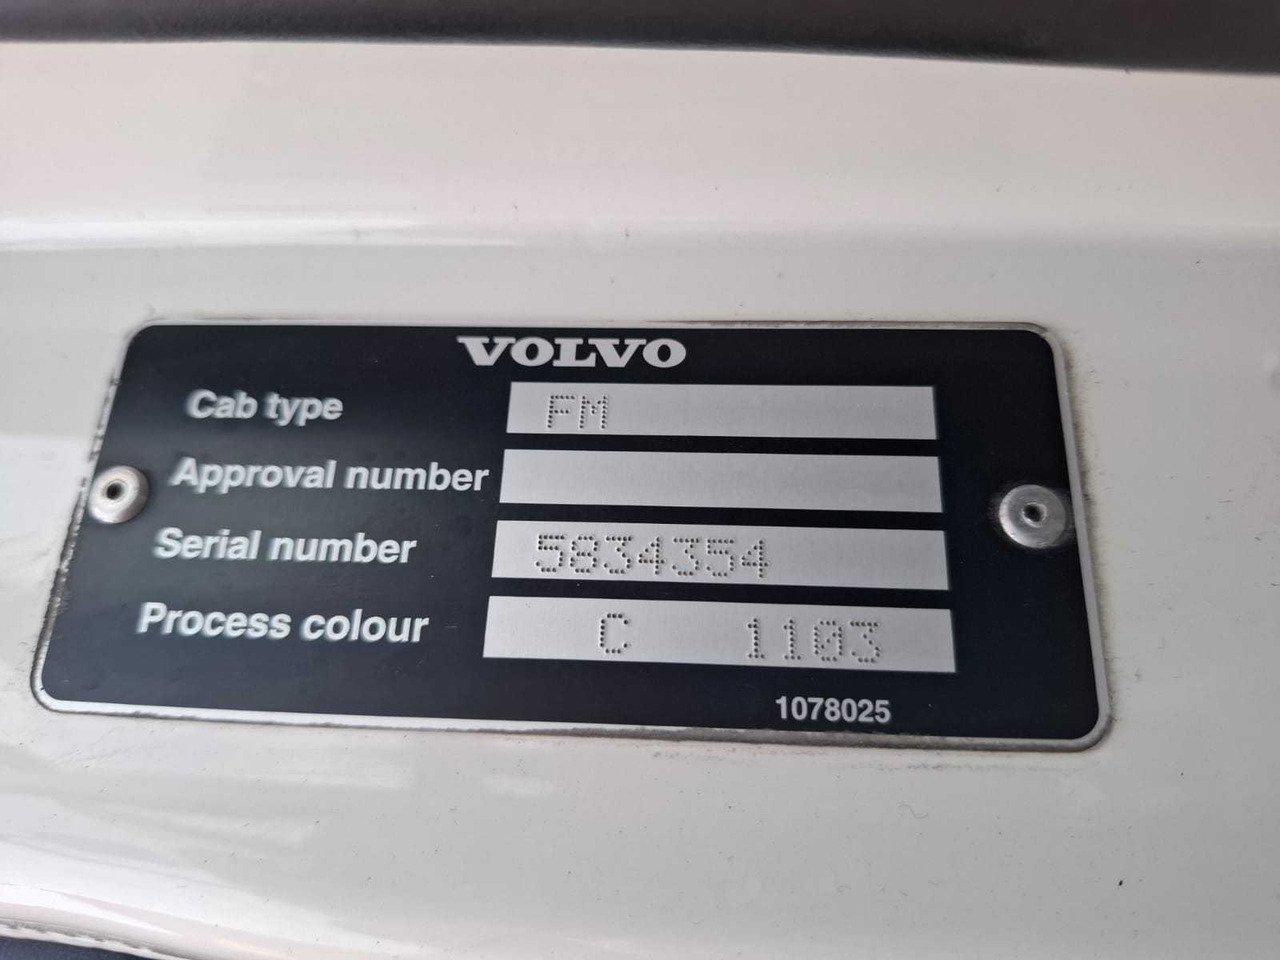 VOLVO
Cab type FM
Approval number
Serial number 5834354
Process colour C 1103
1078025